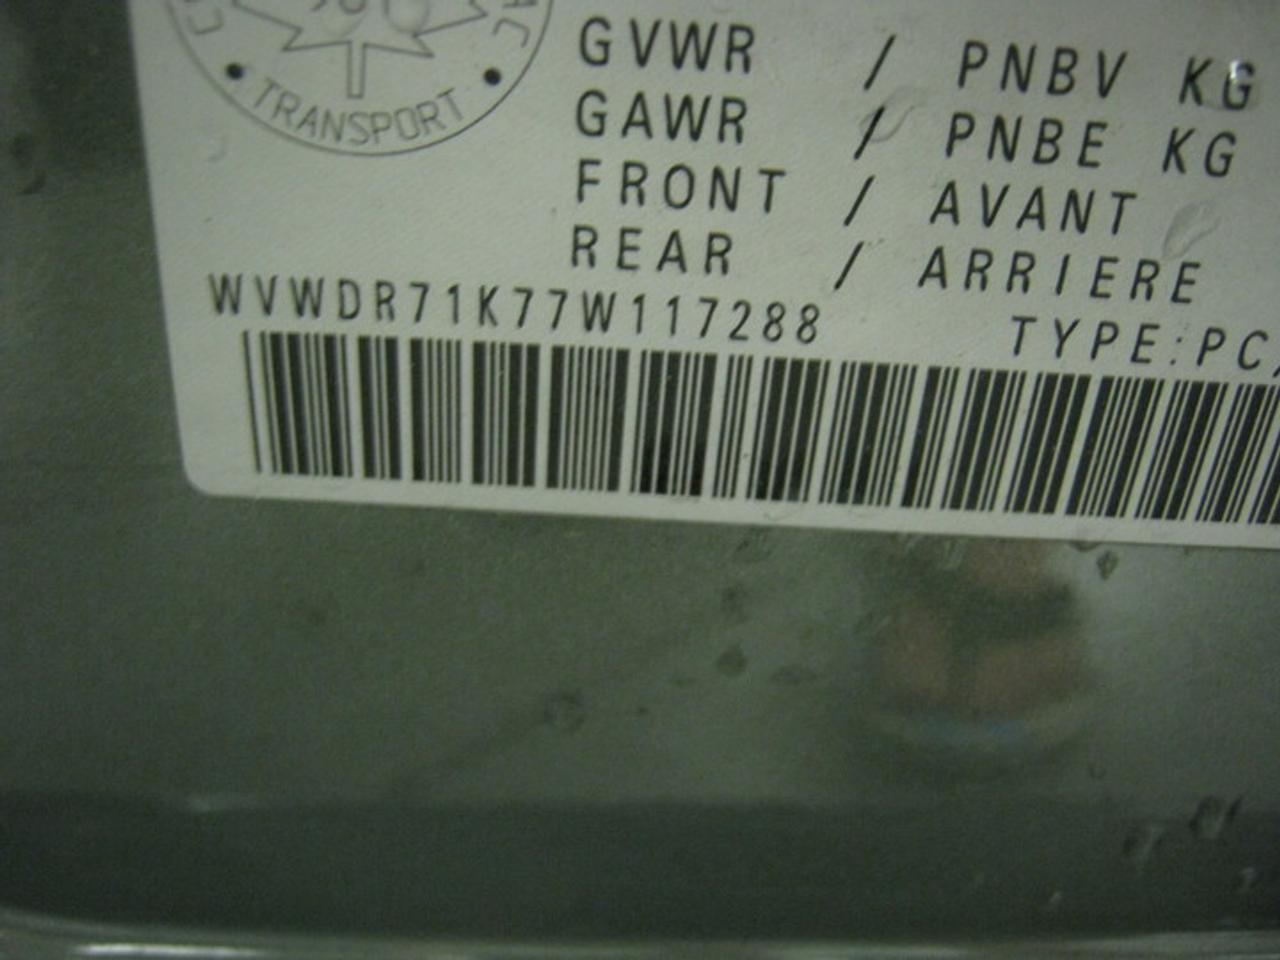 TRANSPORT
GVWR / PNBV KG
GAWR / PNBE KG
FRONT / AVANT
REAR / ARRIERE
WVWDR71K77W117288
TYPE:PC/